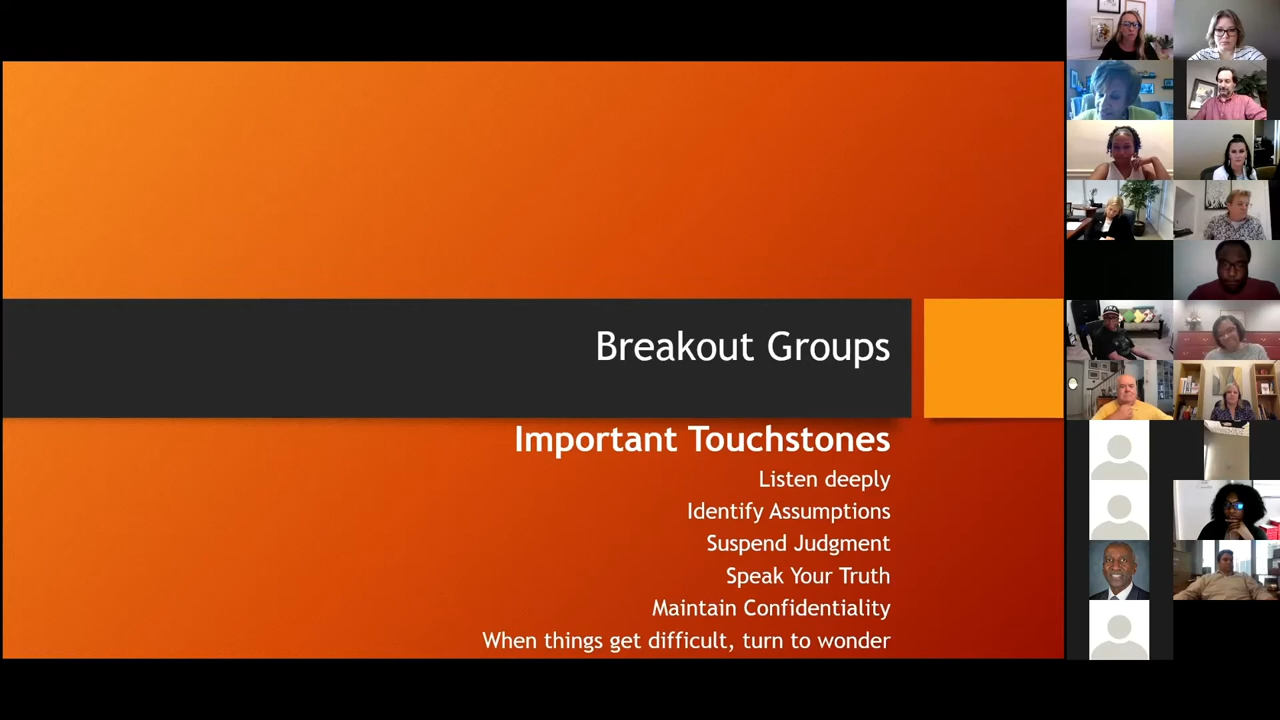 Breakout Groups
Important Touchstones
Listen deeply
Identify Assumptions
Suspend Judgment
Speak Your Truth
Maintain Confidentiality
When things get difficult, turn to wonder